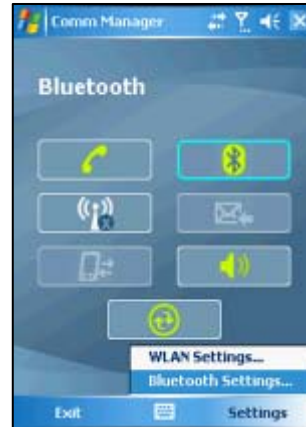 Comm Manager
Bluetooth
WLAN Settings...
Bluetooth Settings...
Exit
Settings